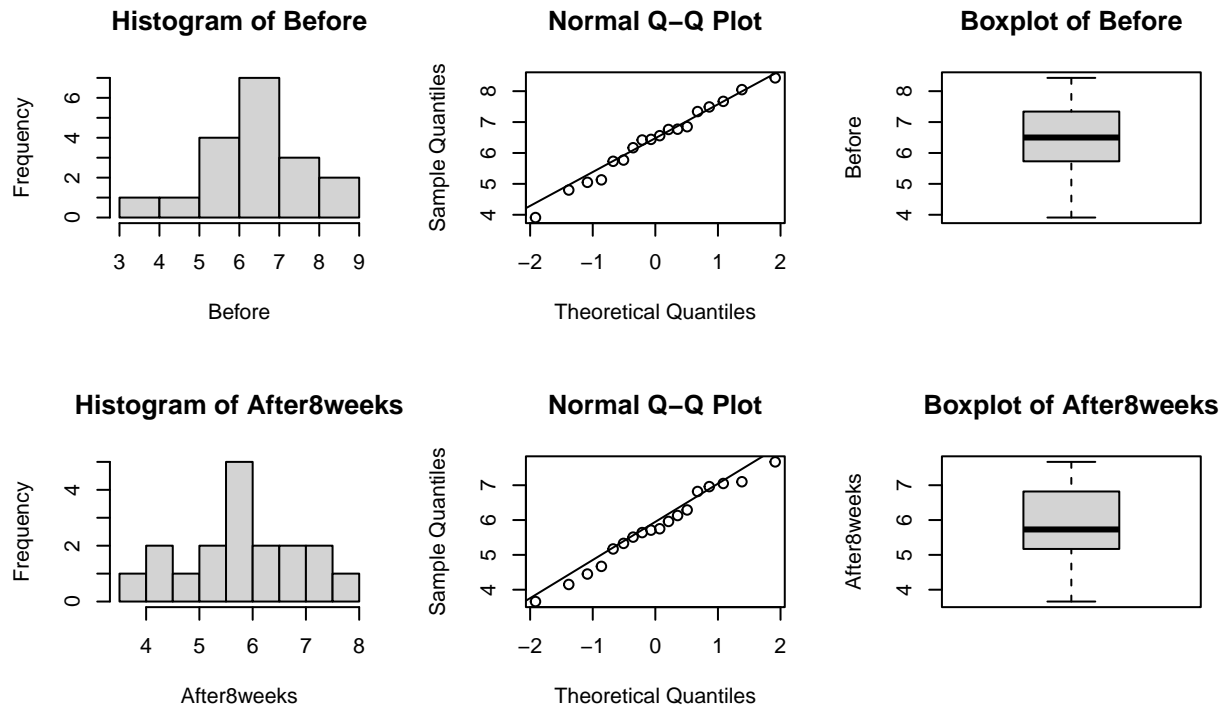 Histogram of Before
Frequency
0 2 4 6
3 4 5 6 7 8 9
Before
Normal Q−Q Plot
Sample Quantiles
4 5 6 7 8
−2 −1 0 1 2
Theoretical Quantiles
Boxplot of Before
Before
4 5 6 7 8
Histogram of After8weeks
Frequency
0 2 4
4 5 6 7 8
After8weeks
Normal Q−Q Plot
Sample Quantiles
4 5 6 7
−2 −1 0 1 2
Theoretical Quantiles
Boxplot of After8weeks
After8weeks
4 5 6 7